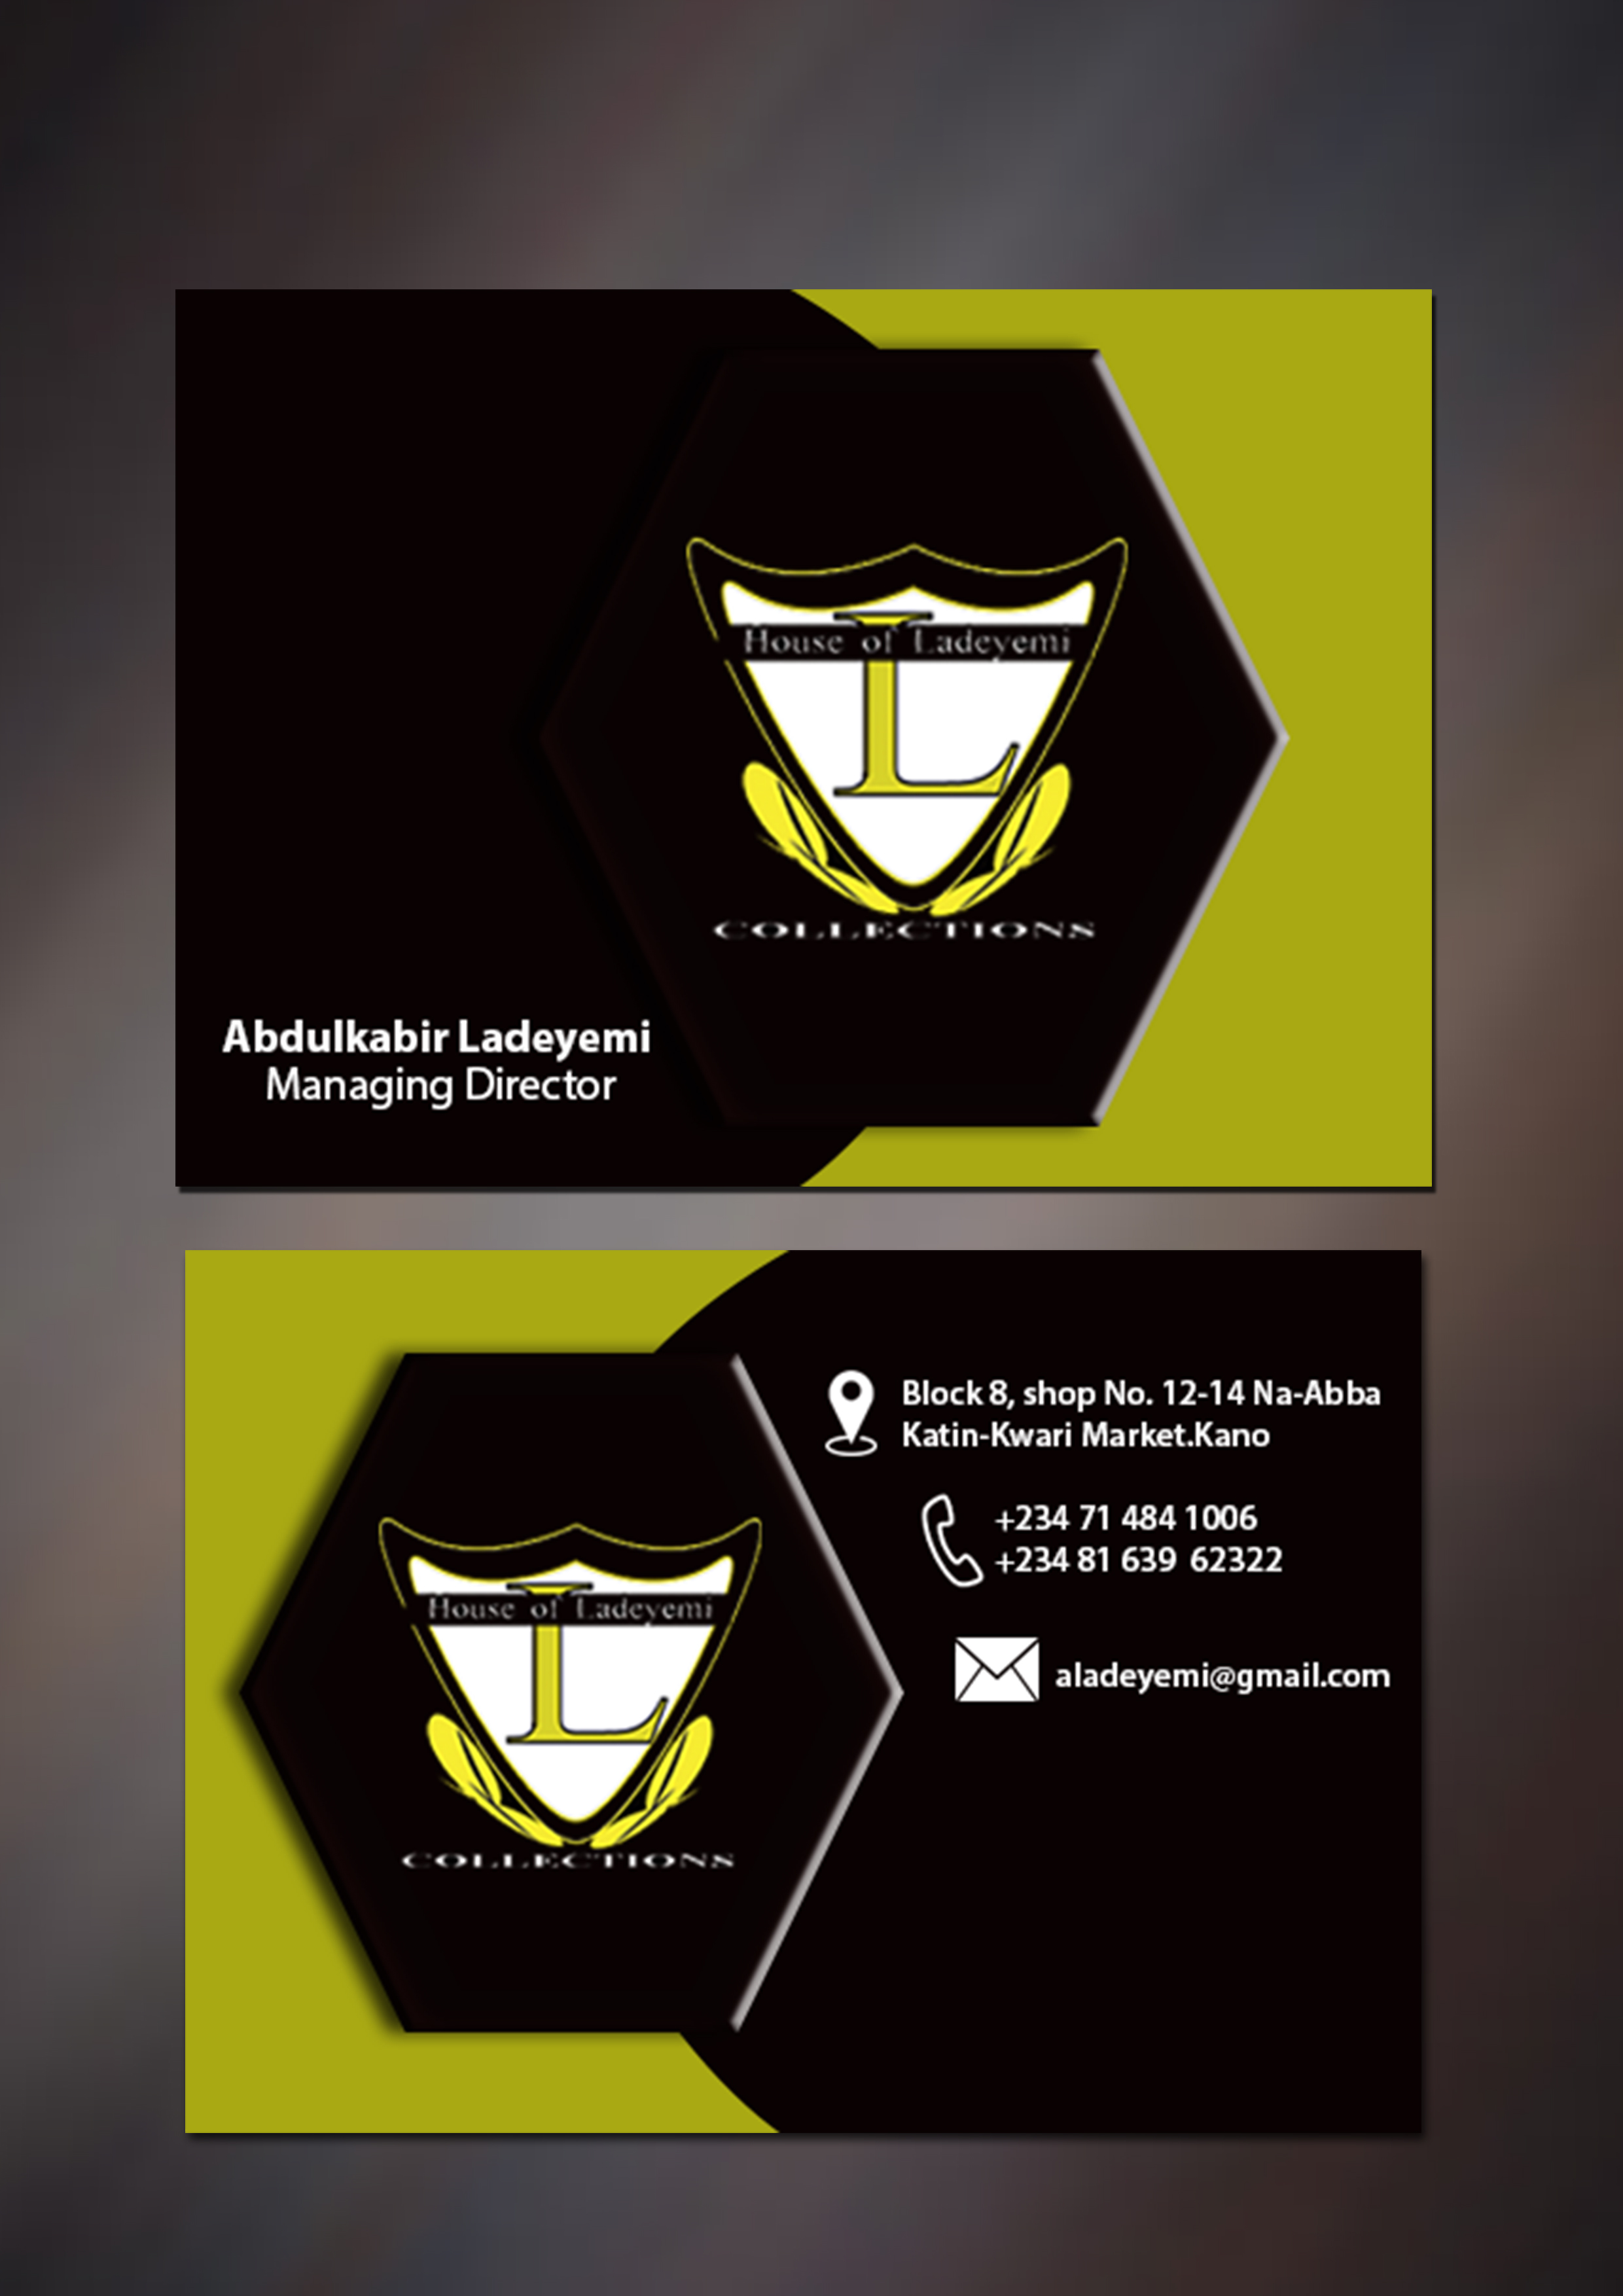 House of Ladeyemi
L
COLLECTIONS
Abdulkabir Ladeyemi
Managing Director
Block 8, shop No. 12-14 Na-Abba
Katin-Kwari Market.Kano
+234 71 484 1006
+234 81 639 62322
aladeyemi@gmail.com
House of Ladeyemi
L
COLLECTIONS